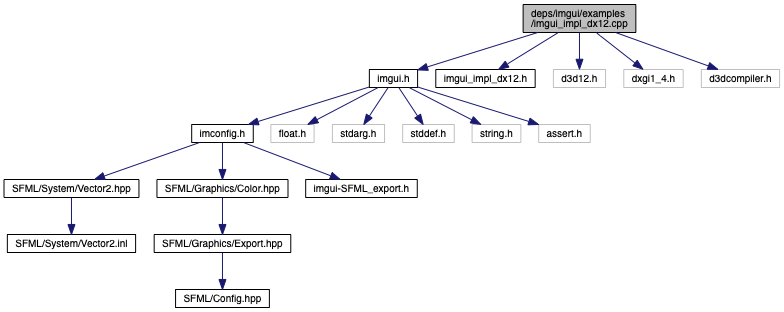 deps/imgui/examples
/imgui_impl_dx12.cpp
imgui.h
imgui_impl_dx12.h
d3d12.h
dxgi1_4.h
d3dcompiler.h
imconfig.h
float.h
stdarg.h
stddef.h
string.h
assert.h
SFML/System/Vector2.hpp
SFML/Graphics/Color.hpp
imgui-SFML_export.h
SFML/System/Vector2.inl
SFML/Graphics/Export.hpp
SFML/Config.hpp